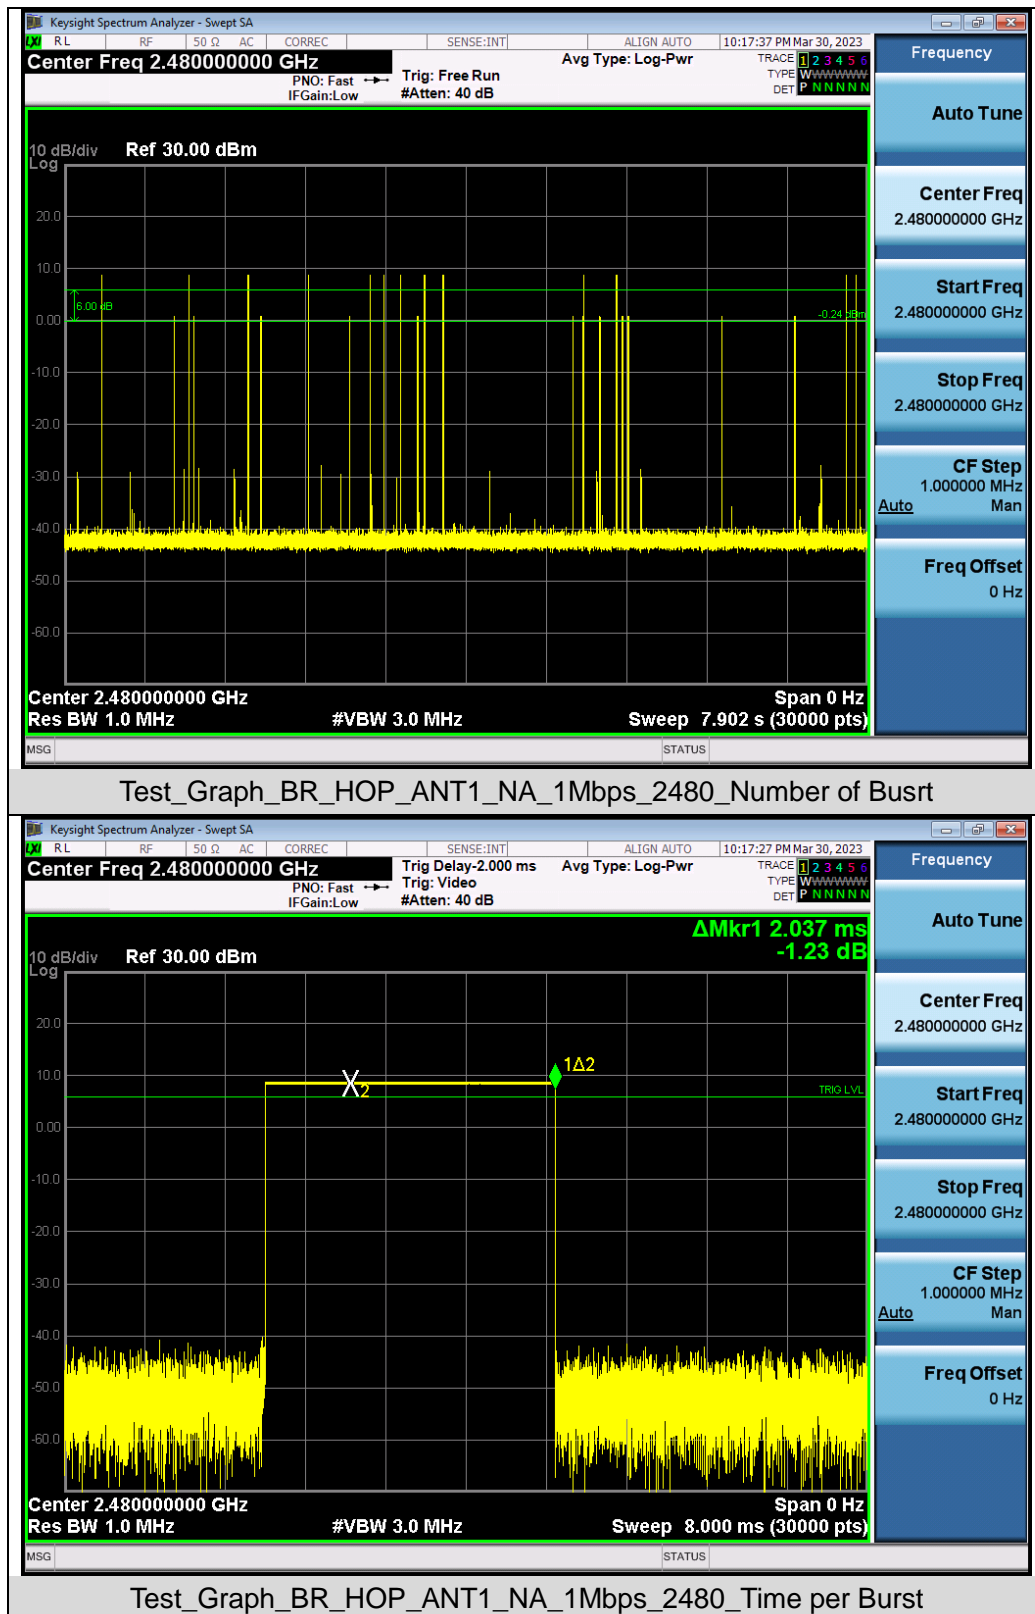 Keysight Spectrum Analyzer - Swept SA
LXI RL RF 50 Ω AC CORREC SENSE:INT ALIGN AUTO 10:17:37 PM Mar 30, 2023
Center Freq 2.480000000 GHz Avg Type: Log-Pwr TRACE 1 2 3 4 5 6
PNO: Fast Trig: Free Run TYPE WWWWWW
IFGain:Low #Atten: 40 dB DET P N N N N N
Frequency
Auto Tune
Center Freq
2.480000000 GHz
Start Freq
2.480000000 GHz
Stop Freq
2.480000000 GHz
CF Step
1.000000 MHz
Auto Man
Freq Offset
0 Hz
10 dB/div Ref 30.00 dBm
Log
20.0
10.0
6.00 dB
0.00
-0.24 dBm
-10.0
-20.0
-30.0
-40.0
-50.0
-60.0
Center 2.480000000 GHz Span 0 Hz
Res BW 1.0 MHz #VBW 3.0 MHz Sweep 7.902 s (30000 pts)
MSG STATUS
Test_Graph_BR_HOP_ANT1_NA_1Mbps_2480_Number of Busrt
Keysight Spectrum Analyzer - Swept SA
LXI RL RF 50 Ω AC CORREC SENSE:INT ALIGN AUTO 10:17:27 PM Mar 30, 2023
Center Freq 2.480000000 GHz Trig Delay-2.000 ms Avg Type: Log-Pwr TRACE 1 2 3 4 5 6
PNO: Fast Trig: Video TYPE WWWWWW
IFGain:Low #Atten: 40 dB DET P N N N N N
Frequency
Auto Tune
Center Freq
2.480000000 GHz
Start Freq
2.480000000 GHz
Stop Freq
2.480000000 GHz
CF Step
1.000000 MHz
Auto Man
Freq Offset
0 Hz
ΔMkr1 2.037 ms
10 dB/div Ref 30.00 dBm -1.23 dB
Log
20.0
1Δ2
10.0
X2
TRIG LVL
0.00
-10.0
-20.0
-30.0
-40.0
-50.0
-60.0
Center 2.480000000 GHz Span 0 Hz
Res BW 1.0 MHz #VBW 3.0 MHz Sweep 8.000 ms (30000 pts)
MSG STATUS
Test_Graph_BR_HOP_ANT1_NA_1Mbps_2480_Time per Burst